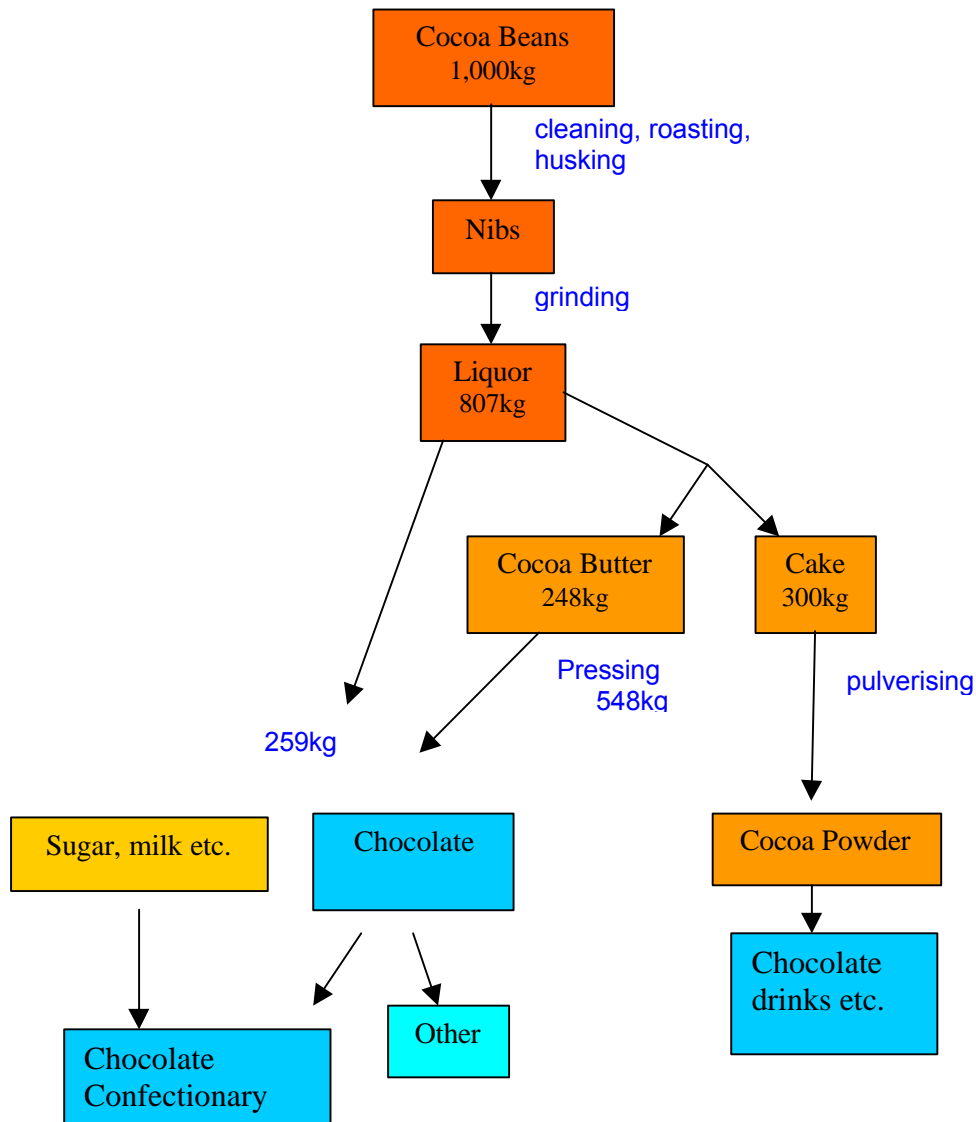 Cocoa Beans
1,000kg
cleaning, roasting,
husking
Nibs
grinding
Liquor
807kg
Cocoa Butter
248kg
Cake
300kg
Pressing
548kg
pulverising
259kg
Sugar, milk etc.
Chocolate
Cocoa Powder
Chocolate
drinks etc.
Other
Chocolate
Confectionary